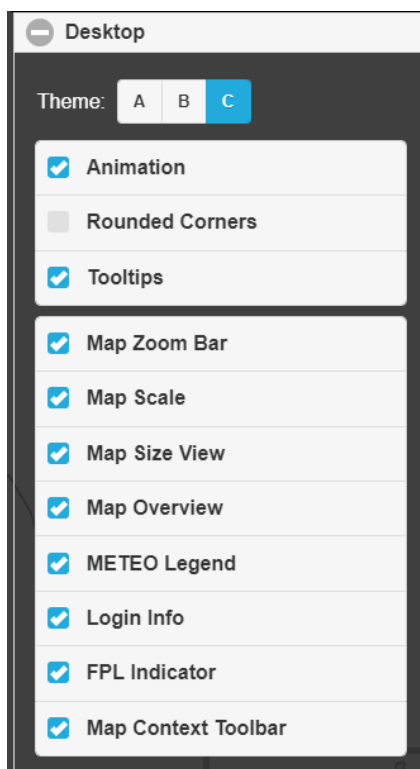 Desktop
Theme: A B C
Animation
Rounded Corners
Tooltips
Map Zoom Bar
Map Scale
Map Size View
Map Overview
METEO Legend
Login Info
FPL Indicator
Map Context Toolbar